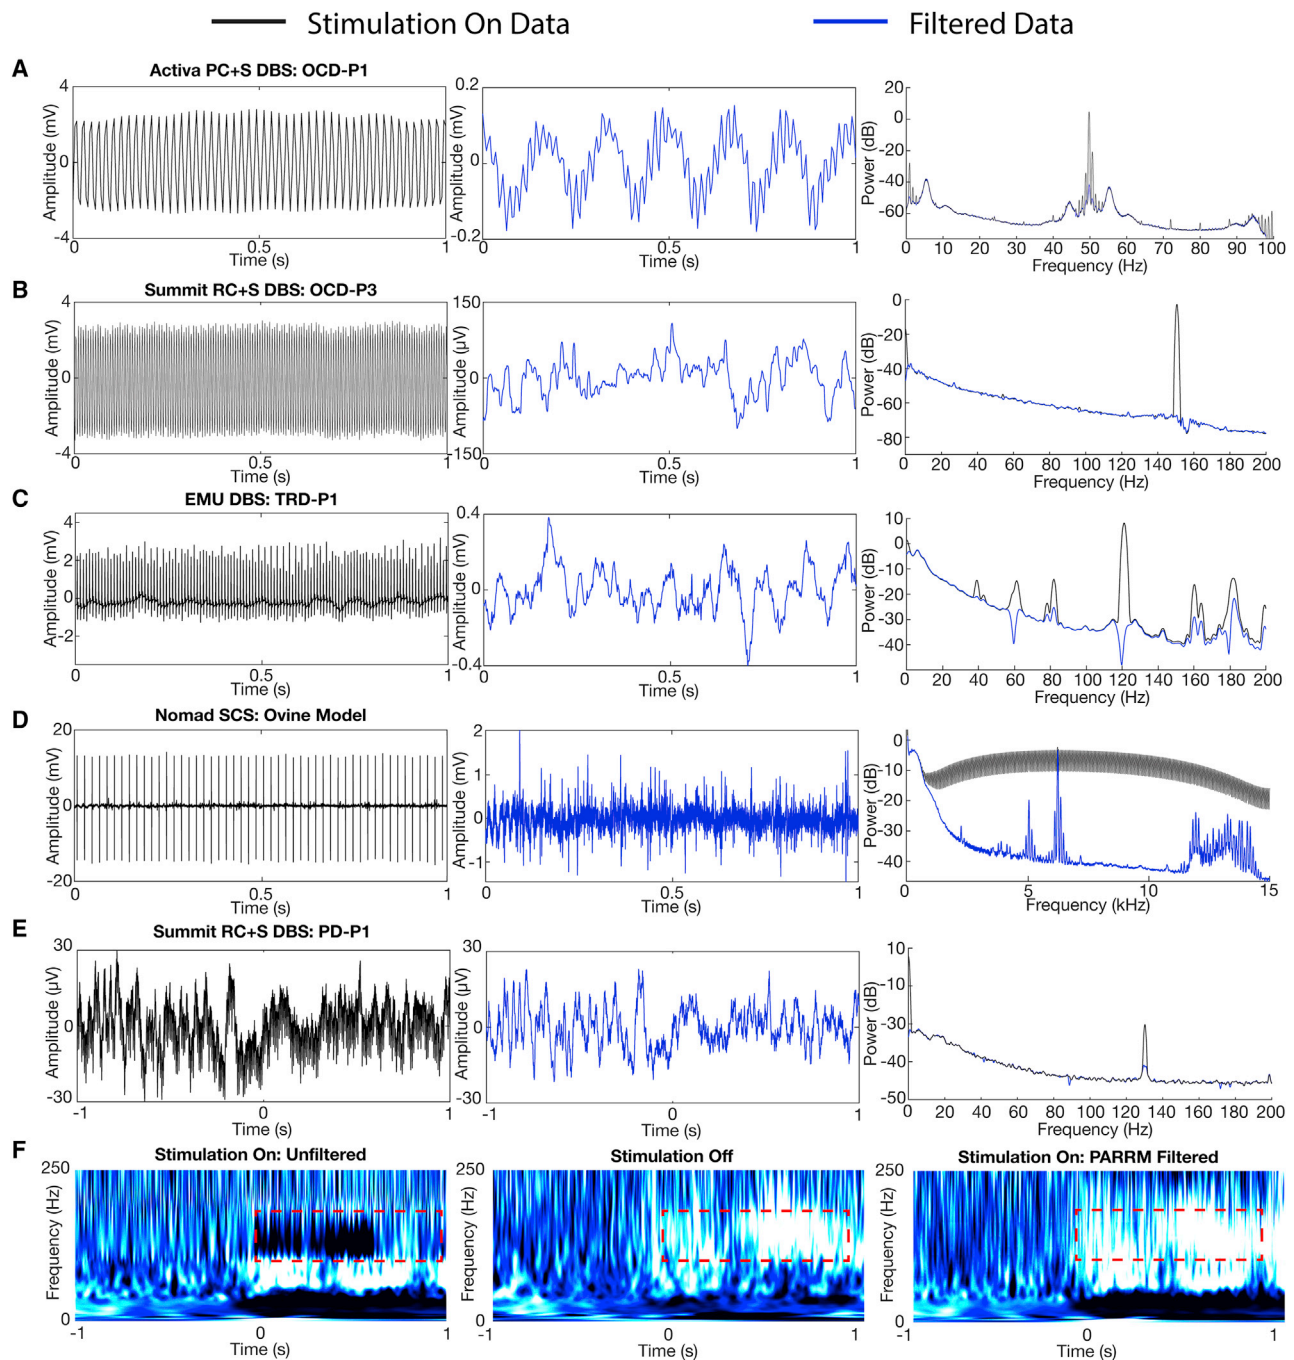 Stimulation On Data
Filtered Data
A
Activa PC+S DBS: OCD-P1
Amplitude (mV)
4
0
-4
0.5
1
Time (s)
Amplitude (mV)
0.2
0
-0.2
0
0.5
1
Time (s)
Power (dB)
20
0
-20
-40
-60
0 10 20 30 40 50 60 70 80 90 100
Frequency (Hz)
B
Summit RC+S DBS: OCD-P3
Amplitude (mV)
4
0
-4
0
0.5
1
Time (s)
Amplitude (µV)
150
0
-150
0
0.5
1
Time (s)
Power (dB)
0
-20
-40
-60
-80
0 20 40 60 80 100 120 140 160 180 200
Frequency (Hz)
C
EMU DBS: TRD-P1
Amplitude (mV)
4
2
0
-2
0
0.5
1
Time (s)
Amplitude (mV)
0.4
0
-0.4
0
0.5
1
Time (s)
Power (dB)
10
0
-10
-20
-30
-40
-50
0 20 40 60 80 100 120 140 160 180 200
Frequency (Hz)
D
Nomad SCS: Ovine Model
Amplitude (mV)
20
10
0
-10
-20
0
0.5
1
Time (s)
Amplitude (mV)
2
1
0
-1
0
0.5
1
Time (s)
Power (dB)
0
-10
-20
-30
-40
0
5
10
15
Frequency (kHz)
E
Summit RC+S DBS: PD-P1
Amplitude (µV)
30
0
-30
-1
0
1
Time (s)
Amplitude (µV)
30
0
-30
-1
0
1
Time (s)
Power (dB)
10
-10
-30
-40
-50
0 20 40 60 80 100 120 140 160 180 200
Frequency (Hz)
F
Stimulation On: Unfiltered
Frequency (Hz)
250
0
-1
0
1
Time (s)
Stimulation Off
Frequency (Hz)
250
0
-1
0
1
Time (s)
Stimulation On: PARRM Filtered
Frequency (Hz)
250
0
-1
0
1
Time (s)